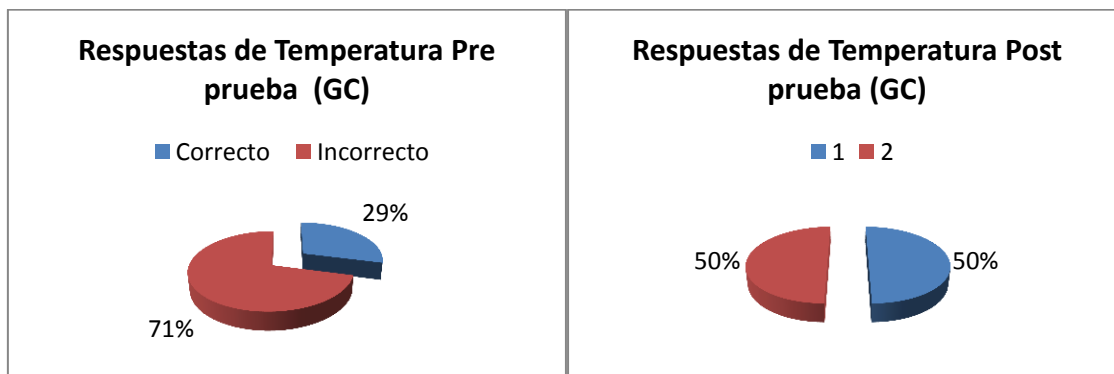 Respuestas de Temperatura Pre
prueba (GC)
Correcto Incorrecto
29%
71%
Respuestas de Temperatura Post
prueba (GC)
1 2
50% 50%